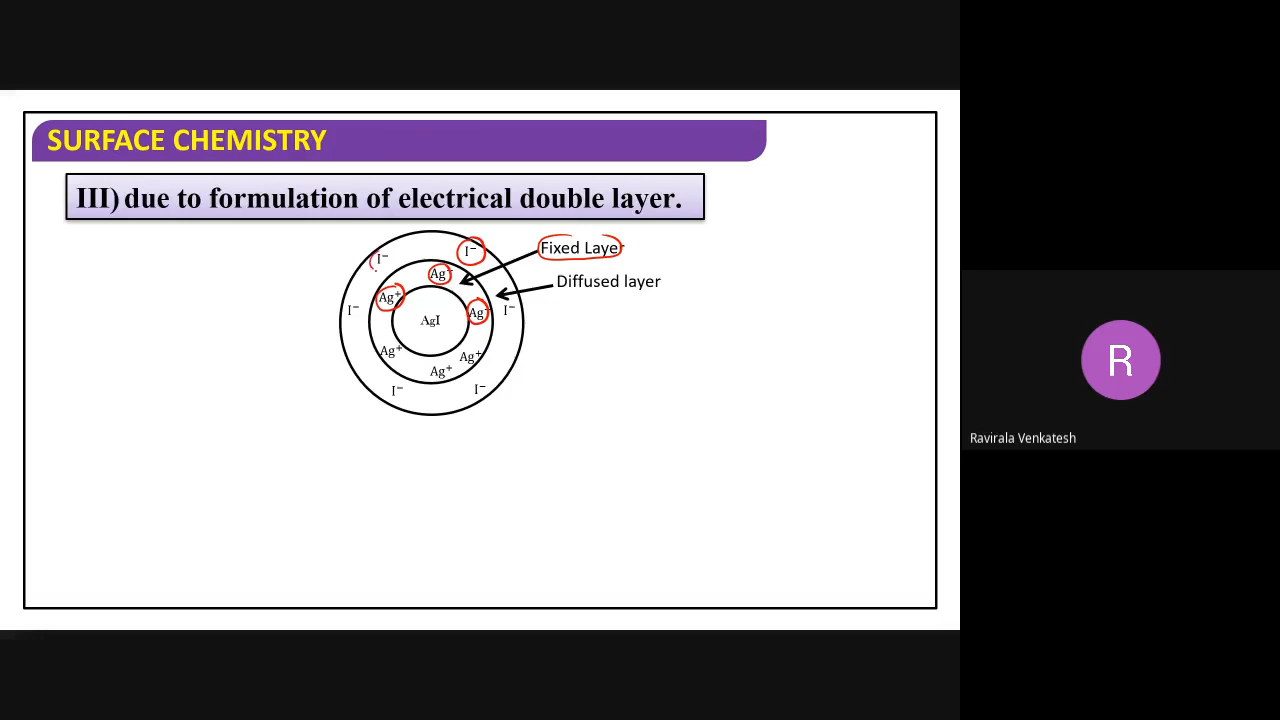 SURFACE CHEMISTRY
III) due to formulation of electrical double layer.
I⁻
Fixed Layer
I⁻
Ag⁺
Diffused layer
Ag⁺
I⁻
Ag⁺
I⁻
AgI
Ag⁺
Ag⁺
Ag⁺
I⁻
I⁻
R
Ravirala Venkatesh